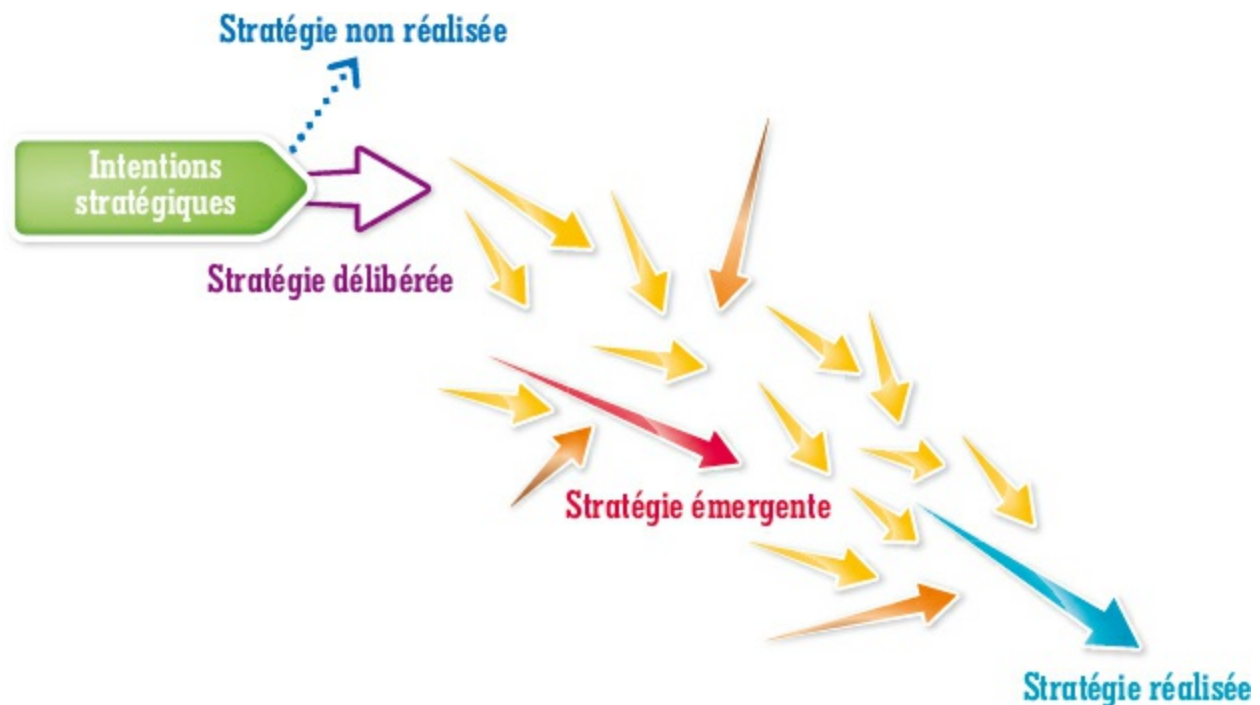 Stratégie non réalisée
Intentions
stratégiques
Stratégie délibérée
Stratégie émergente
Stratégie réalisée